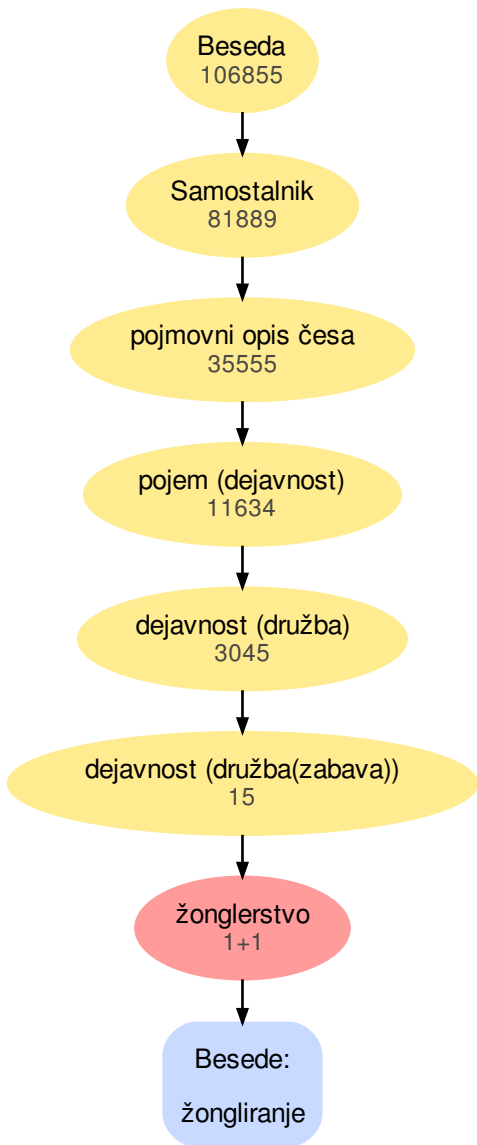 Beseda
106855
Samostalnik
81889
pojmovni opis česa
35555
pojem (dejavnost)
11634
dejavnost (družba)
3045
dejavnost (družba(zabava))
15
žonglerstvo
1+1
Besede:
žongliranje